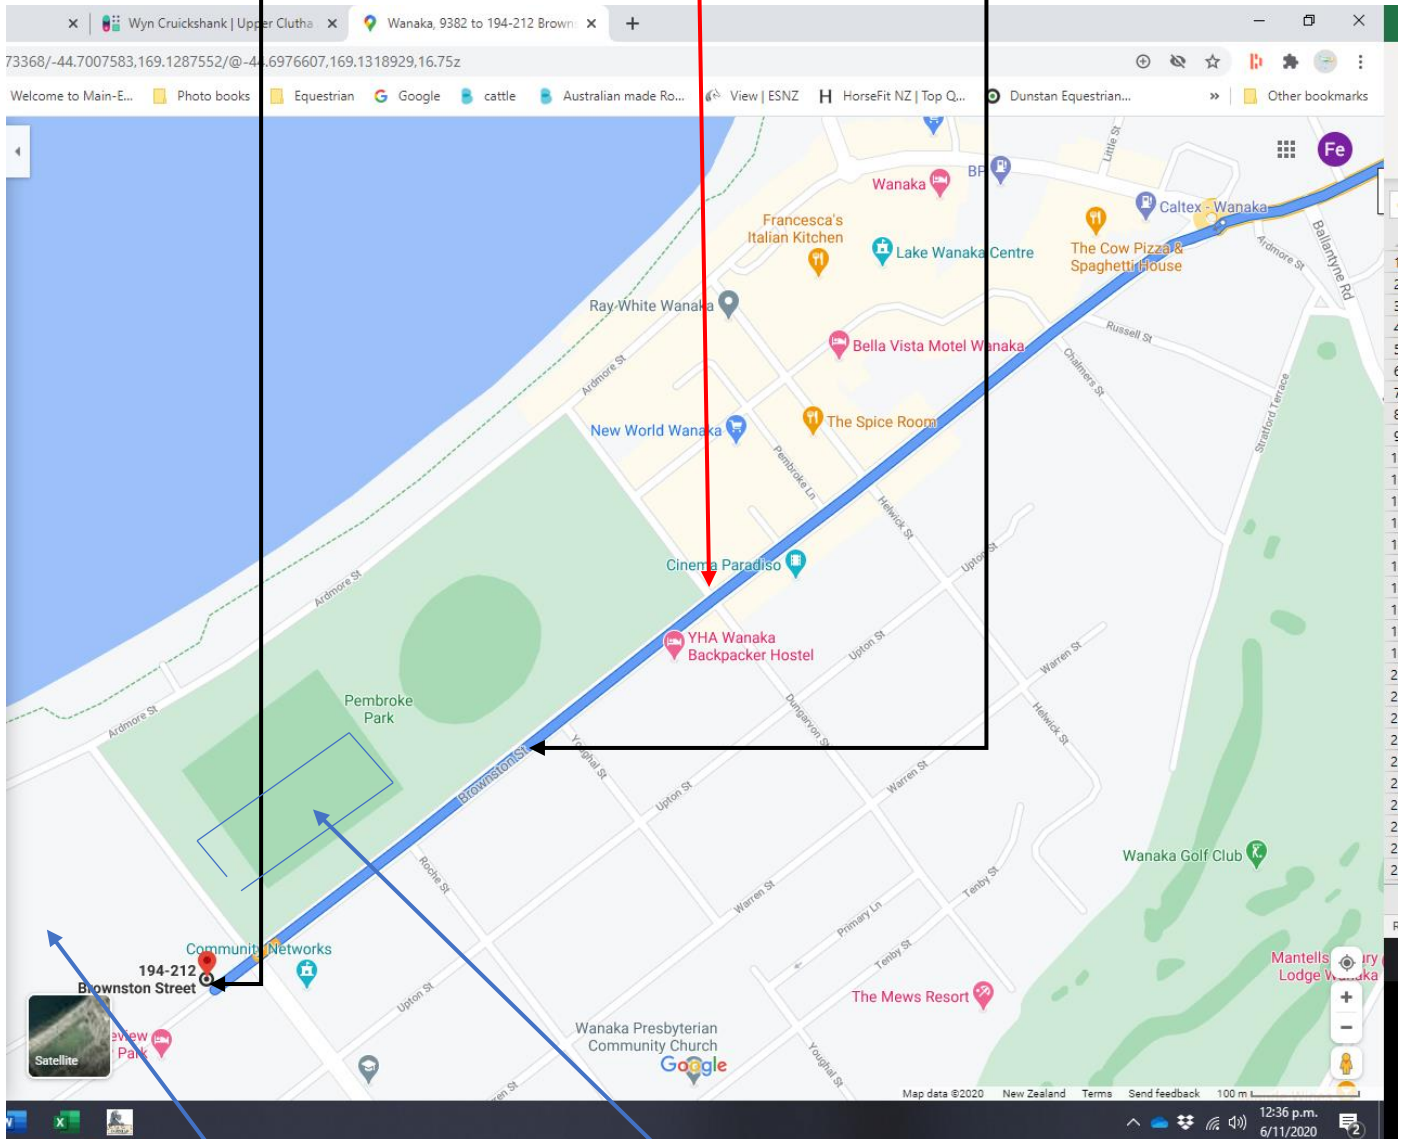 Wyn Cruickshank | Upper Clutha
Wanaka, 9382 to 194-212 Brown
73368/-44.7007583,169.1287552/@-44.6976607,169.1318929,16.75z
Welcome to Main-E...
Photo books
Equestrian
Google
cattle
Australian made Ro...
View | ESNZ
HorseFit NZ | Top Q...
Dunstan Equestrian...
Other bookmarks
Fe
Little St
BP
Wanaka
Caltex - Wanaka
Francesca's
Italian Kitchen
Lake Wanaka Centre
The Cow Pizza &
Spaghetti House
Ardmore St
Ballantyne Rd
Ray White Wanaka
Russell St
Bella Vista Motel Wanaka
Chalmers St
Ardmore St
Stratford Terrace
New World Wanaka
The Spice Room
Pembroke Ln
Helwick St
Cinema Paradiso
Upton St
Ardmore St
YHA Wanaka
Backpacker Hostel
Upton St
Warren St
Pembroke
Park
Ardmore St
Dungarvon St
Helwick St
Brownston St
Youghal St
Warren St
Upton St
Wanaka Golf Club
Roche St
Tenby St
Warren St
Primary Ln
Community Networks
Tenby St
194-212
Brownston Street
Mantells
Lodge Wanaka
Upton St
The Mews Resort
Satellite
Park
Wanaka Presbyterian
Community Church
Google
Youghal St
Map data ©2020
New Zealand
Terms
Send feedback
100 m
12:36 p.m.
6/11/2020
2